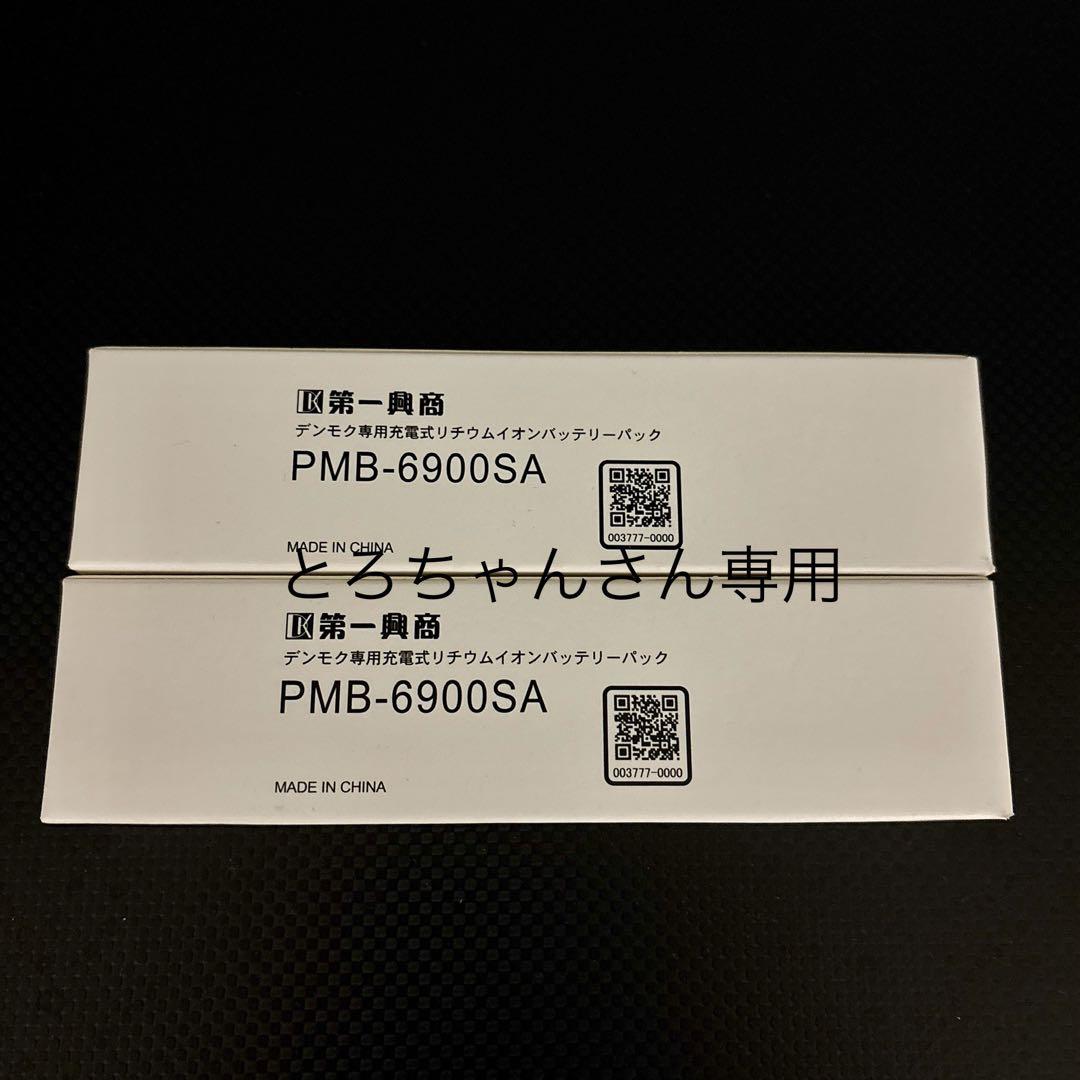 第一興商
デンモク専用充電式リチウムイオンバッテリーパック
PMB-6900SA
003777-0000
MADE IN CHINA
とろちゃんさん専用
第一興商
デンモク専用充電式リチウムイオンバッテリーパック
PMB-6900SA
003777-0000
MADE IN CHINA